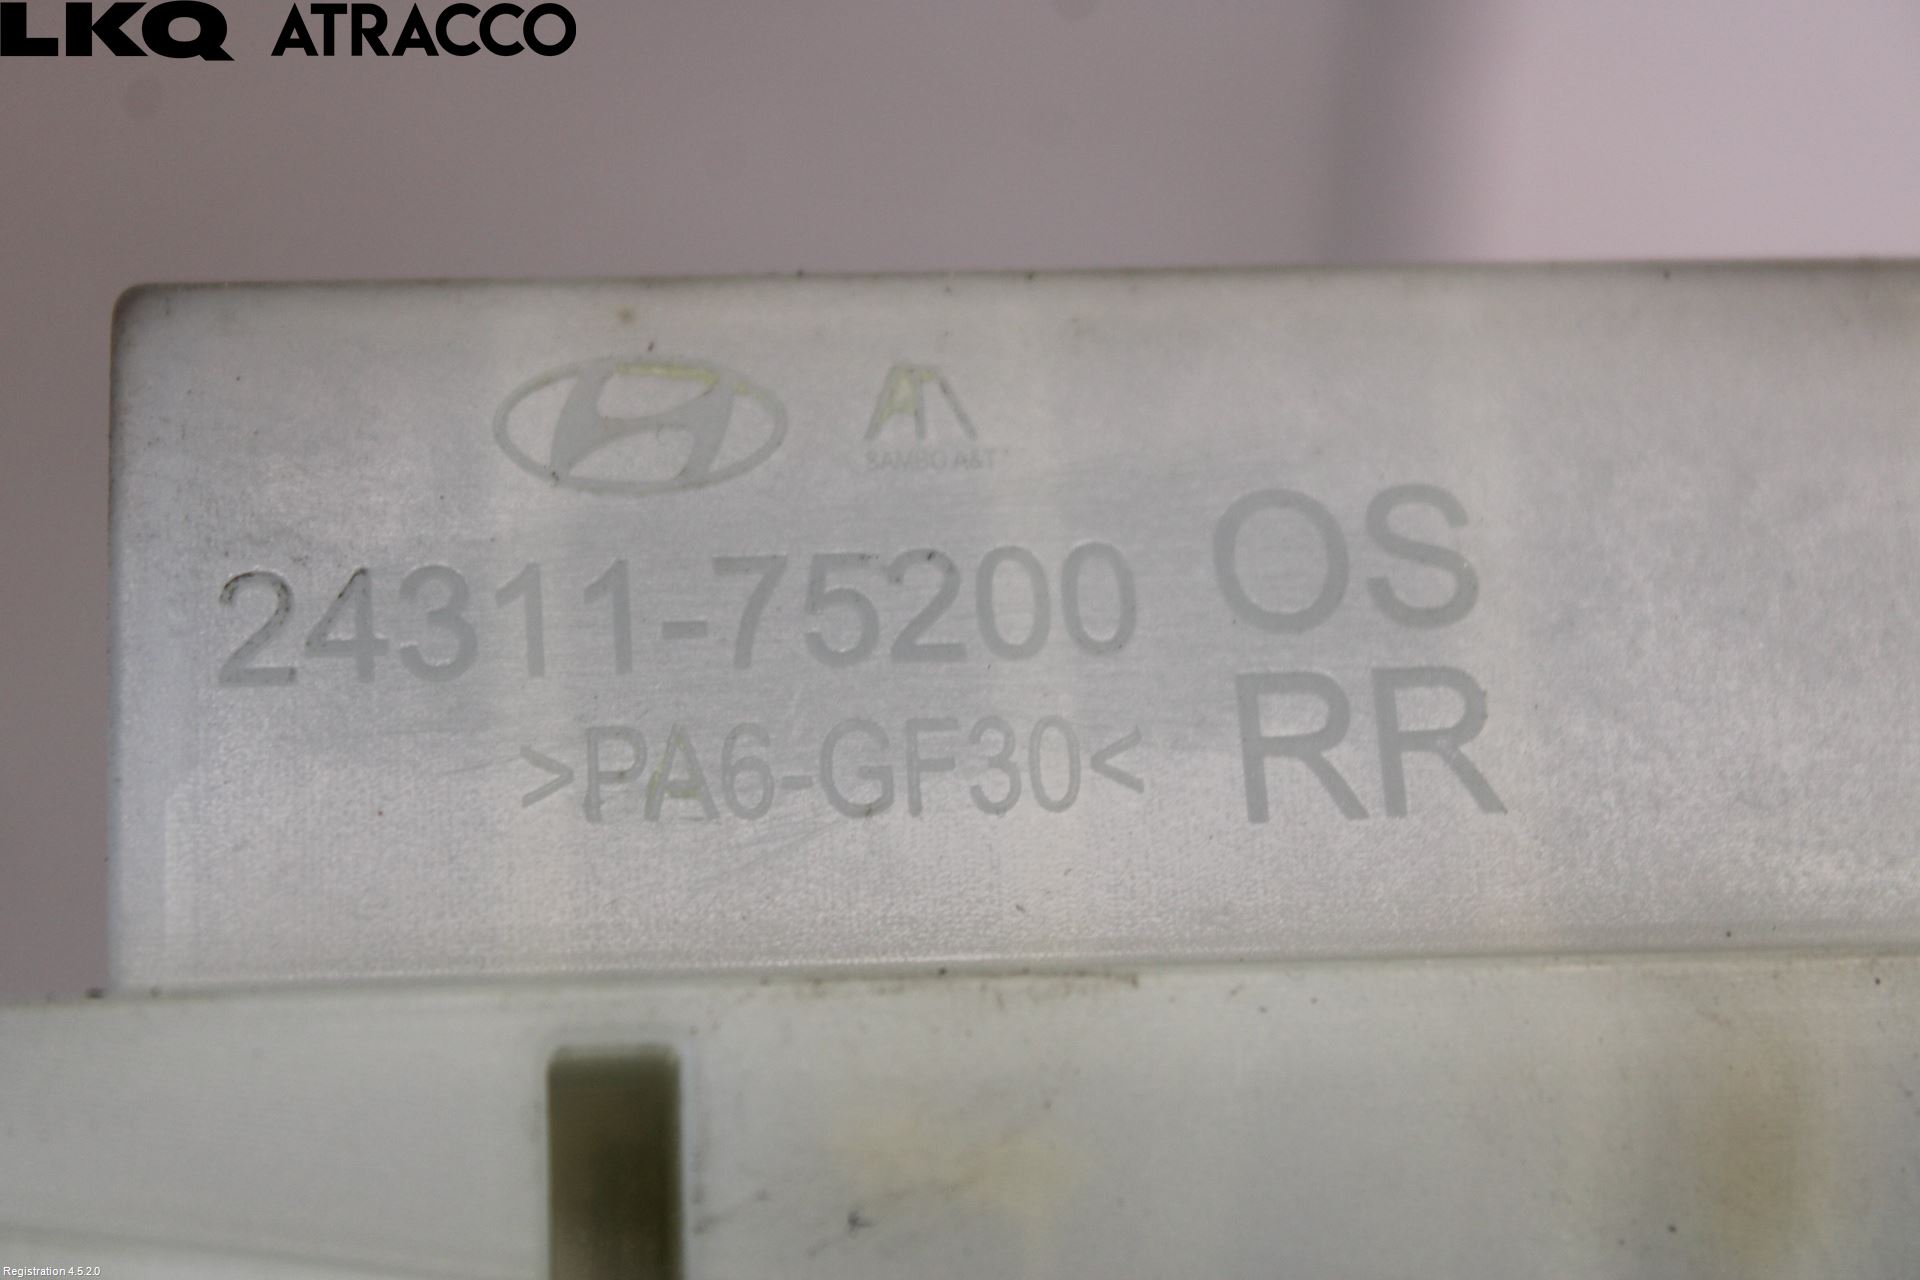 LKQ ATRACCO
SAMBO A&T
24311-75200 OS
>PA6-GF30< RR
Registration 4.5.2.0